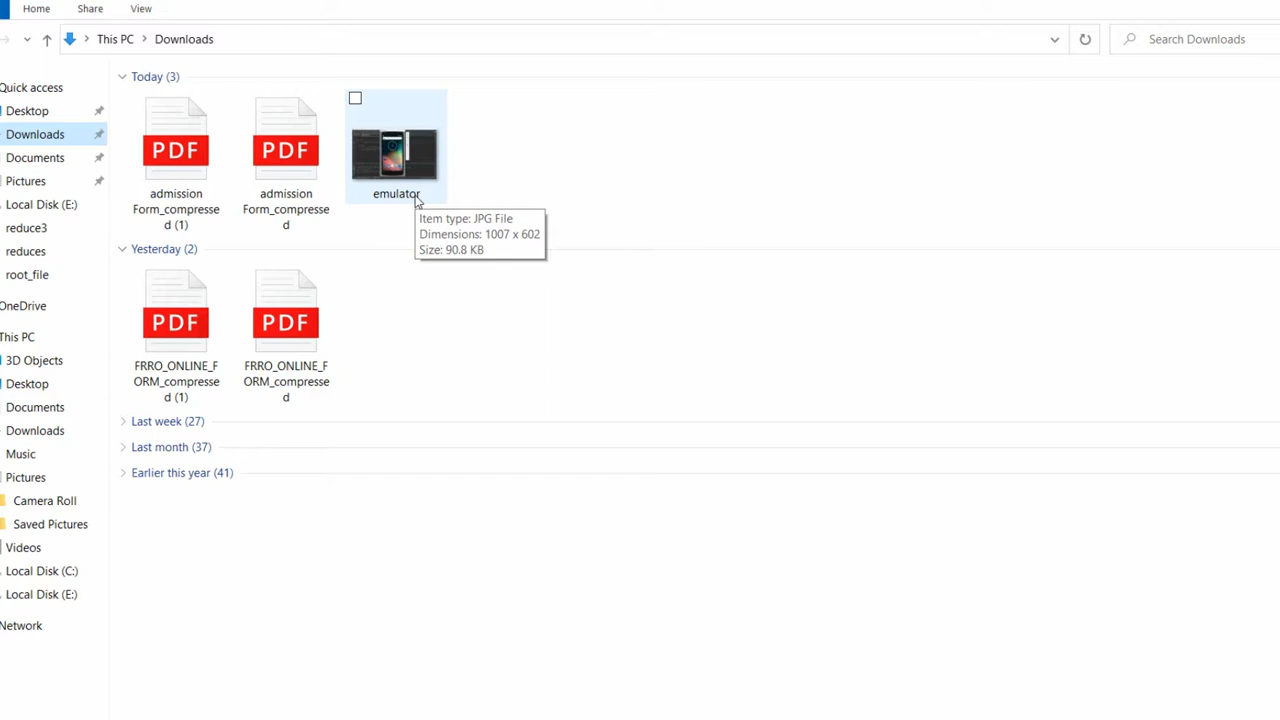 Home Share View
This PC Downloads Search Downloads
Quick access
Desktop
Downloads
Documents
Pictures
Local Disk (E:)
reduce3
reduces
root_file
OneDrive
This PC
3D Objects
Desktop
Documents
Downloads
Music
Pictures
Camera Roll
Saved Pictures
Videos
Local Disk (C:)
Local Disk (E:)
Network
Today (3)
PDF
admission
Form_compresse
d (1)
PDF
admission
Form_compresse
d
emulator
Item type: JPG File
Dimensions: 1007 x 602
Size: 90.8 KB
Yesterday (2)
PDF
FRRO_ONLINE_F
ORM_compresse
d (1)
PDF
FRRO_ONLINE_F
ORM_compresse
d
Last week (27)
Last month (37)
Earlier this year (41)